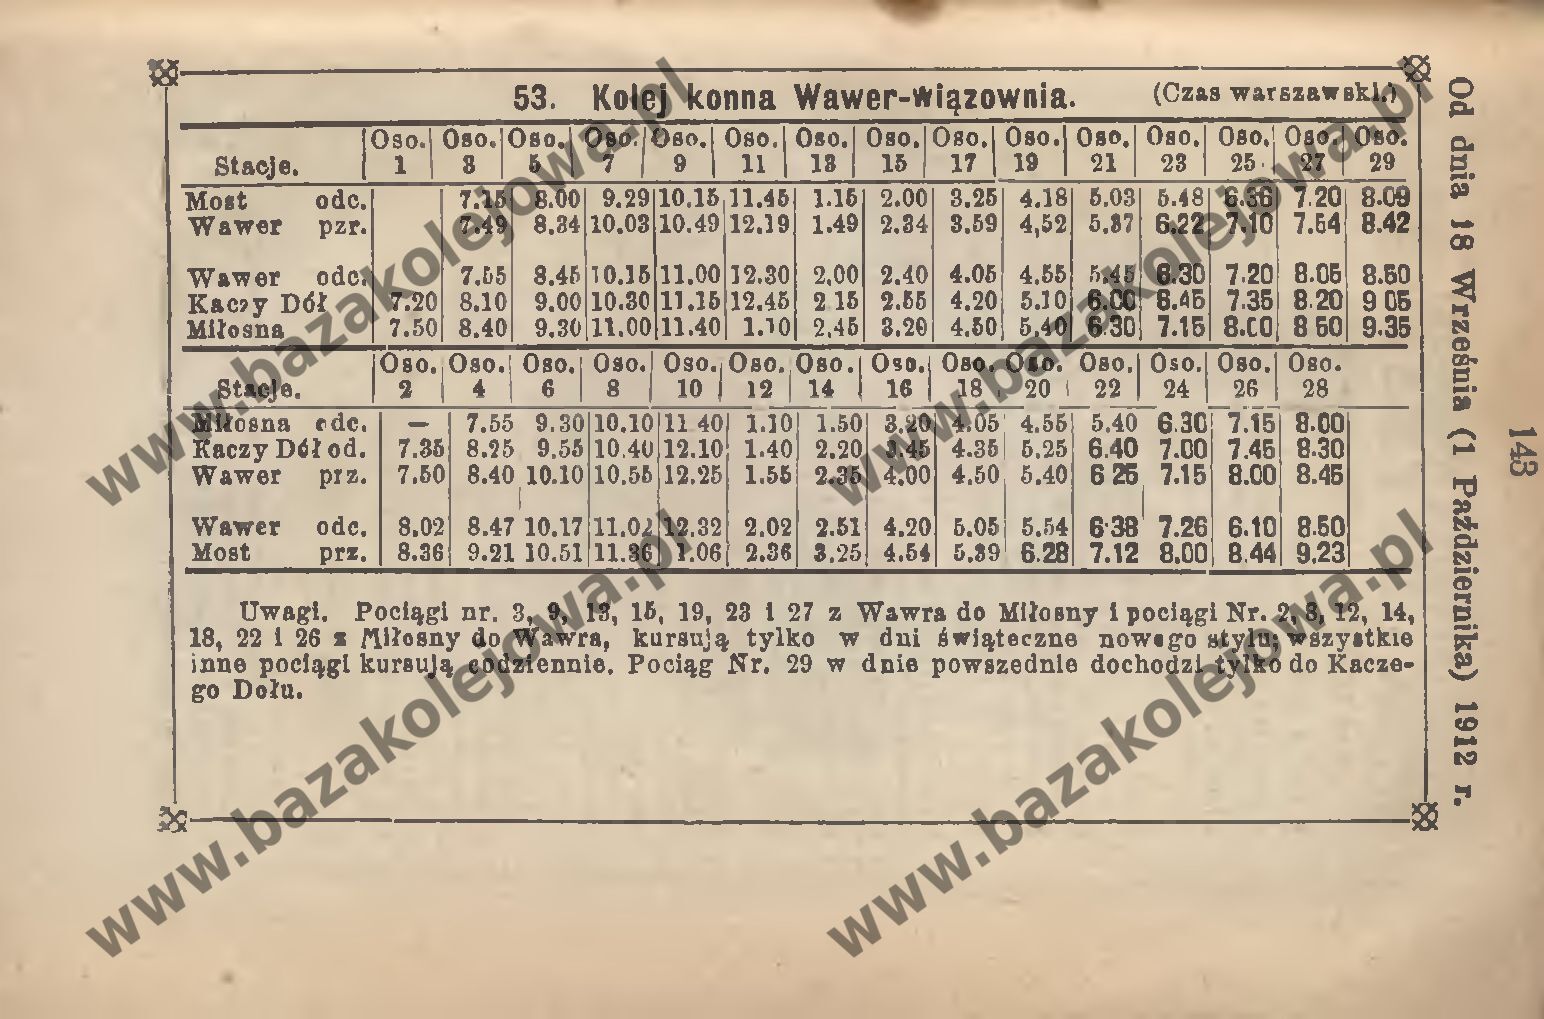 53. Kolej konna Wawer-Wiązownia. (Czas warszawski.)
Oso. Oso. Oso. Oso. Oso. Oso. Oso. Oso. Oso. Oso. Oso. Oso. Oso. Oso. Oso.
Stacje. 1 3 5 7 9 11 13 15 17 19 21 23 25 27 29
Most odc. 7.15 8.00 9.29 10.15 11.45 1.15 2.00 3.25 4.18 5.03 5.48 6.36 7.20 8.09
Wawer pzr. 7.49 8.34 10.03 10.49 12.19 1.49 2.34 3.59 4,52 5.37 6.22 7.10 7.54 8.42
Wawer odc. 7.55 8.45 10.15 11.00 12.30 2.00 2.40 4.05 4.55 5.45 6.30 7.20 8.05 8.50
Kaczy Dół 7.20 8.10 9.00 10.30 11.15 12.45 2 15 2.55 4.20 5.10 6.00 6.45 7.35 8.20 9 05
Miłosna 7.50 8.40 9.30 11.00 11.40 1.10 2.45 3.20 4.50 5.40 6.30 7.15 8.00 8 50 9.35
Oso. Oso. Oso. Oso. Oso. Oso. Oso. Oso. Oso. Oso. Oso. Oso. Oso. Oso.
Stacje. 2 4 6 8 10 12 14 16 18 20 22 24 26 28
Miłosna odc. — 7.55 9.30 10.10 11 40 1.10 1.50 3.20 4.05 4.55 5.40 6.30 7.15 8.00
Kaczy Dół od. 7.35 8.25 9.55 10.40 12.10 1.40 2.20 3.45 4.35 5.25 6.40 7.00 7.45 8.30
Wawer prz. 7.50 8.40 10.10 10.55 12.25 1.55 2.35 4.00 4.50 5.40 6 25 7.15 8.00 8.45
Wawer odc. 8.02 8.47 10.17 11.02 12.32 2.02 2.51 4.20 5.05 5.54 6.38 7.26 6.10 8.50
Most prz. 8.36 9.21 10.51 11.36 1.06 2.36 3.25 4.54 5.39 6.28 7.12 8.00 8.44 9.23
Uwagi. Pociągi nr. 3, 9, 13, 15, 19, 23 i 27 z Wawra do Miłosny i pociągi Nr. 2, 8, 12, 14,
18, 22 i 26 z Miłosny do Wawra, kursują tylko w dni świąteczne nowego stylu; wszystkie
inne pociągi kursują codziennie. Pociąg Nr. 29 w dnie powszednie dochodzi tylko do Kacze-
go Dołu.
Od dnia 18 Września (1 Października) 1912 r.
143
www.bazakolejowa.pl
www.bazakolejowa.pl
www.bazakolejowa.pl
www.bazakolejowa.pl